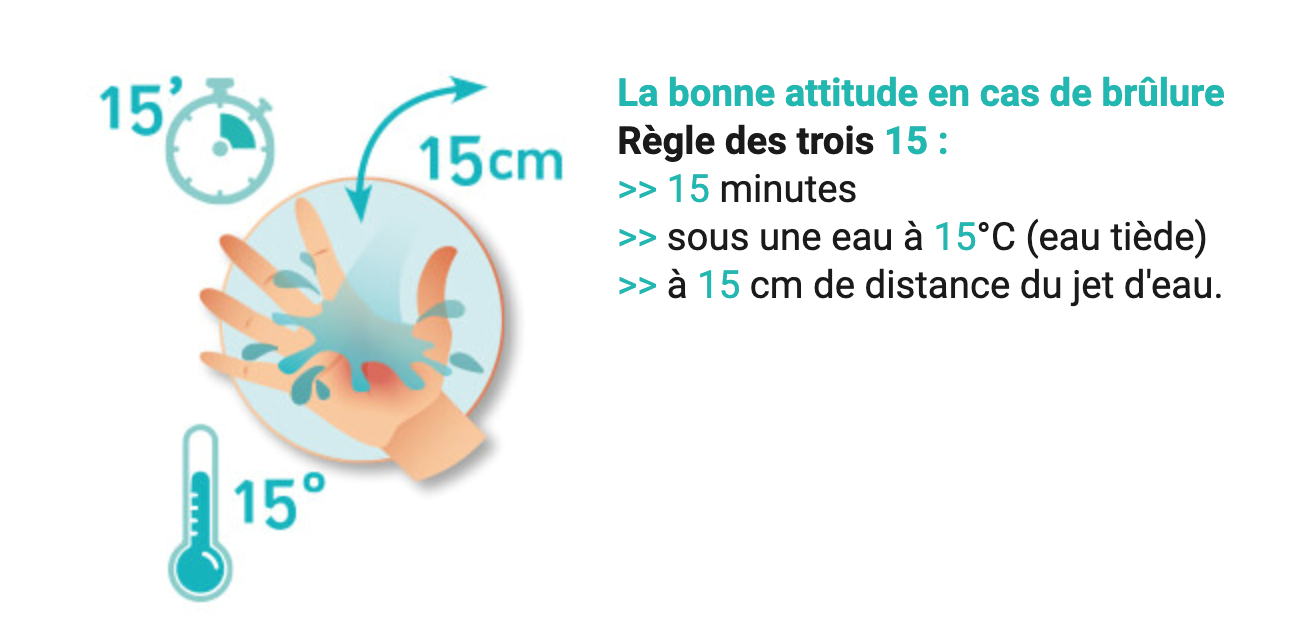 15’
15cm
15°
La bonne attitude en cas de brûlure
Règle des trois 15 :
>> 15 minutes
>> sous une eau à 15°C (eau tiède)
>> à 15 cm de distance du jet d'eau.